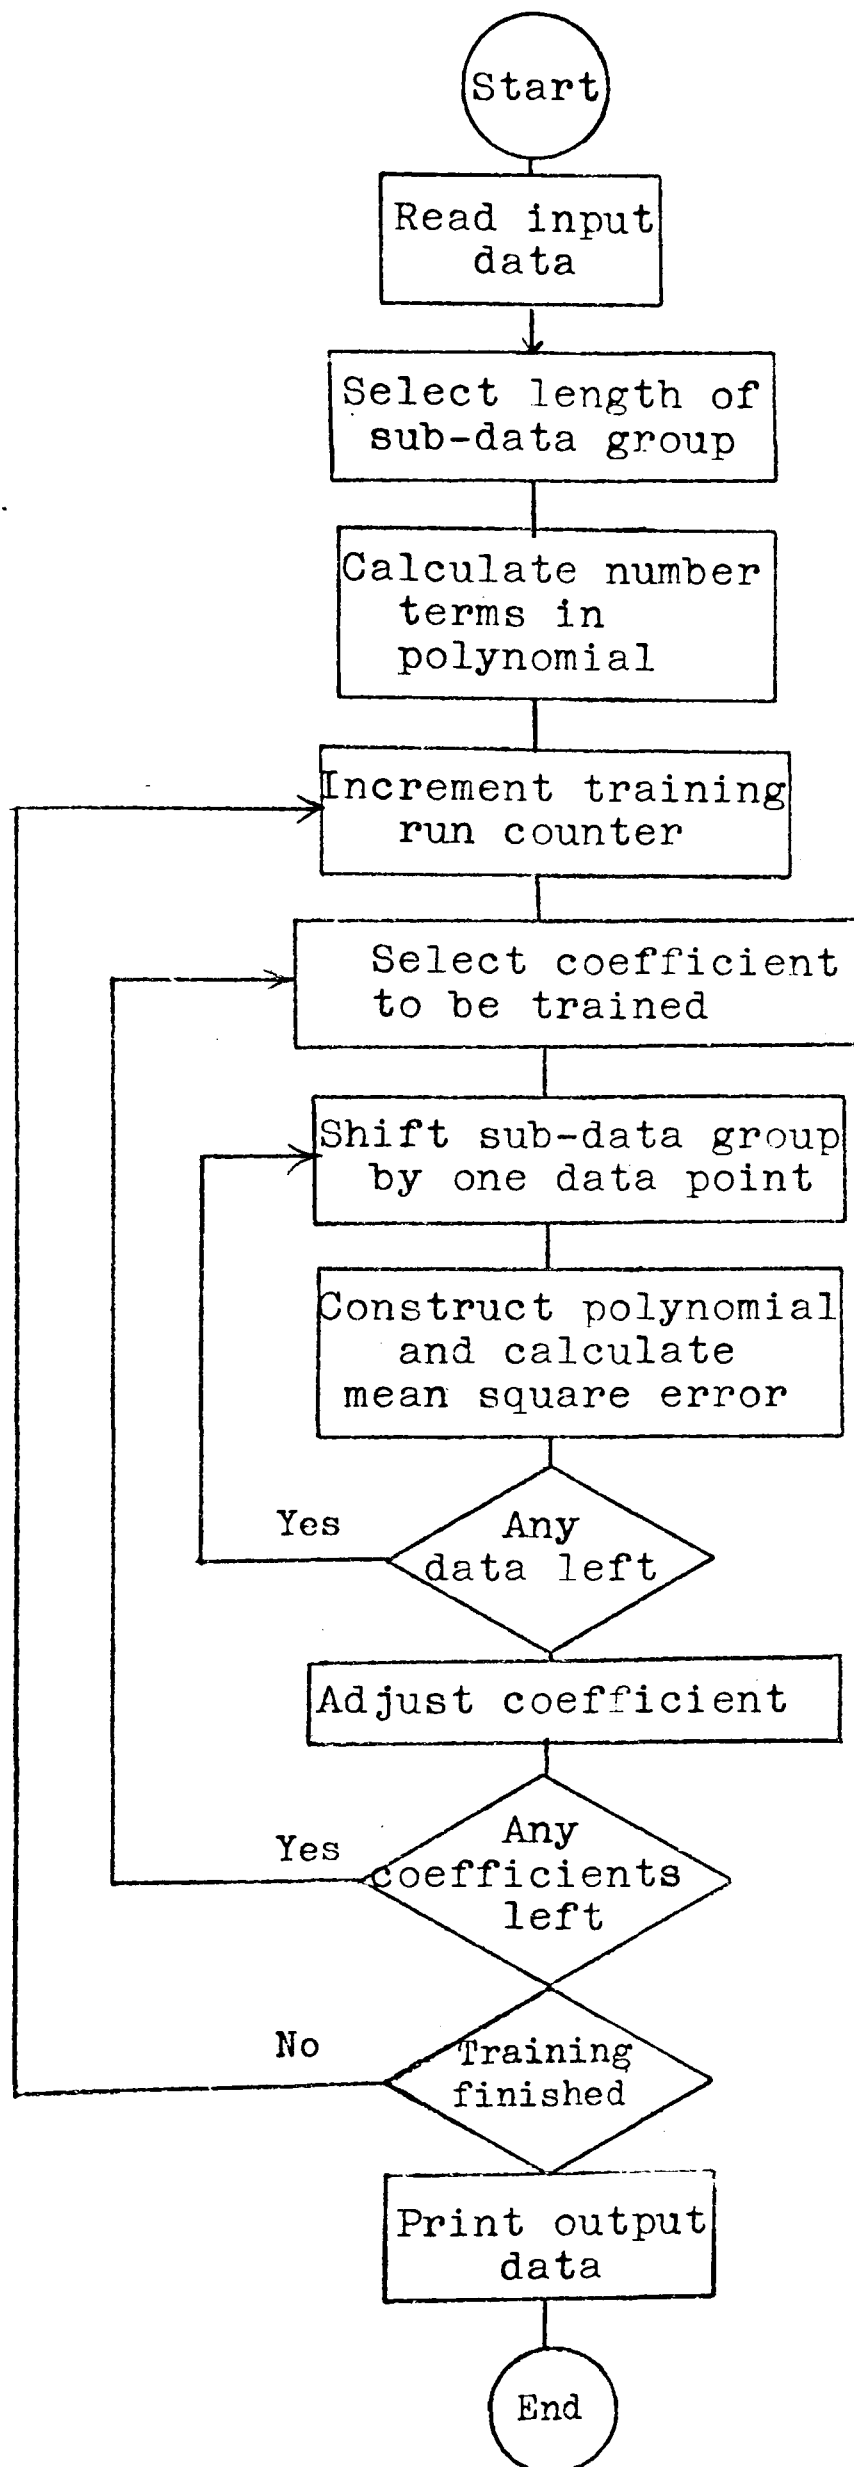 Start
Read input
data
Select length of
sub-data group
Calculate number
terms in
polynomial
Increment training
run counter
Select coefficient
to be trained
Shift sub-data group
by one data point
Construct polynomial
and calculate
mean square error
Yes
Any
data left
Adjust coefficient
Yes
Any
coefficients
left
No
Training
finished
Print output
data
End